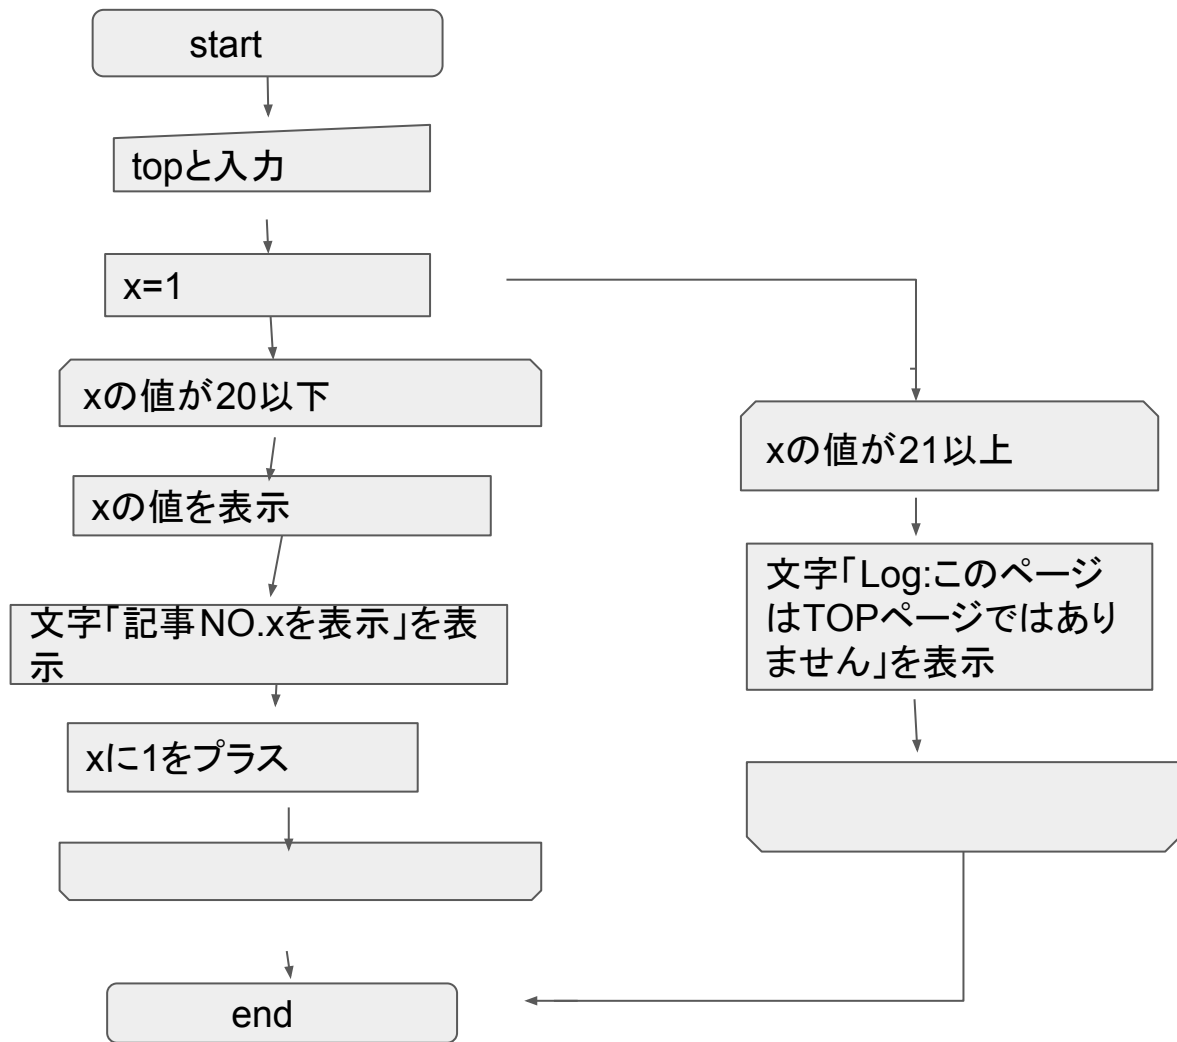 start
topと入力
x=1
xの値が20以下
xの値を表示
文字「記事NO.xを表示」を表
示
xに1をプラス
end
xの値が21以上
文字「Log:このページ
はTOPページではあり
ません」を表示